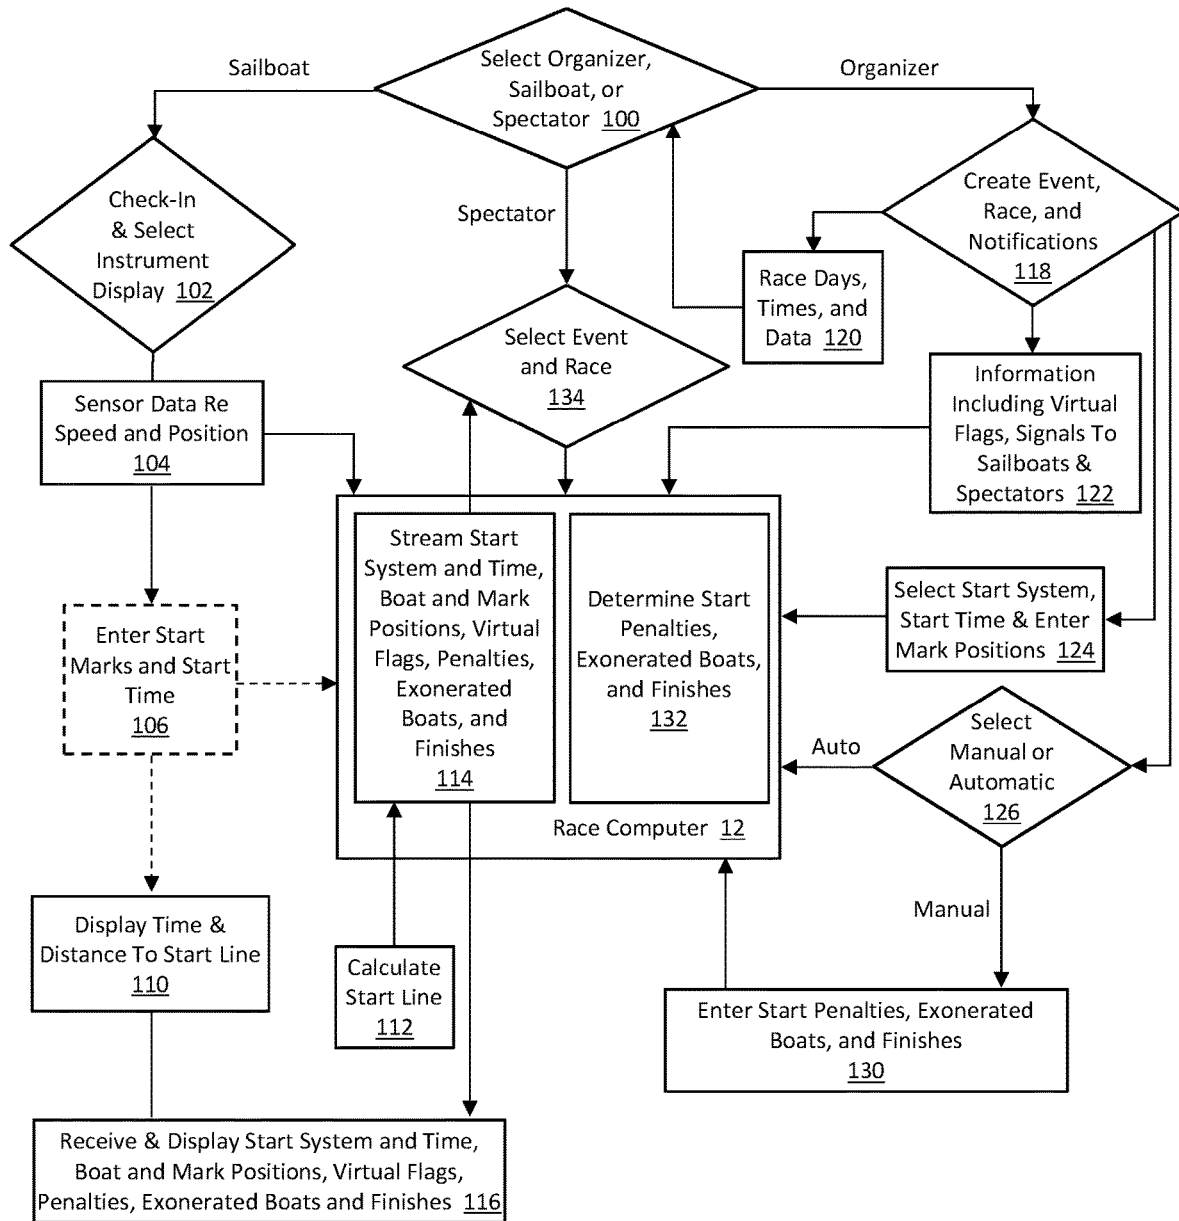 Select Organizer,
Sailboat, or
Spectator 100
Sailboat
Organizer
Spectator
Check-In
& Select
Instrument
Display 102
Create Event,
Race, and
Notifications
118
Race Days,
Times, and
Data 120
Select Event
and Race
134
Information
Including Virtual
Flags, Signals To
Sailboats &
Spectators 122
Sensor Data Re
Speed and Position
104
Enter Start
Marks and Start
Time
106
Stream Start
System and Time,
Boat and Mark
Positions, Virtual
Flags, Penalties,
Exonerated
Boats, and
Finishes
114
Determine Start
Penalties,
Exonerated Boats,
and Finishes
132
Race Computer 12
Select Start System,
Start Time & Enter
Mark Positions 124
Select
Manual or
Automatic
126
Auto
Manual
Display Time &
Distance To Start Line
110
Calculate
Start Line
112
Enter Start Penalties, Exonerated
Boats, and Finishes
130
Receive & Display Start System and Time,
Boat and Mark Positions, Virtual Flags,
Penalties, Exonerated Boats and Finishes 116